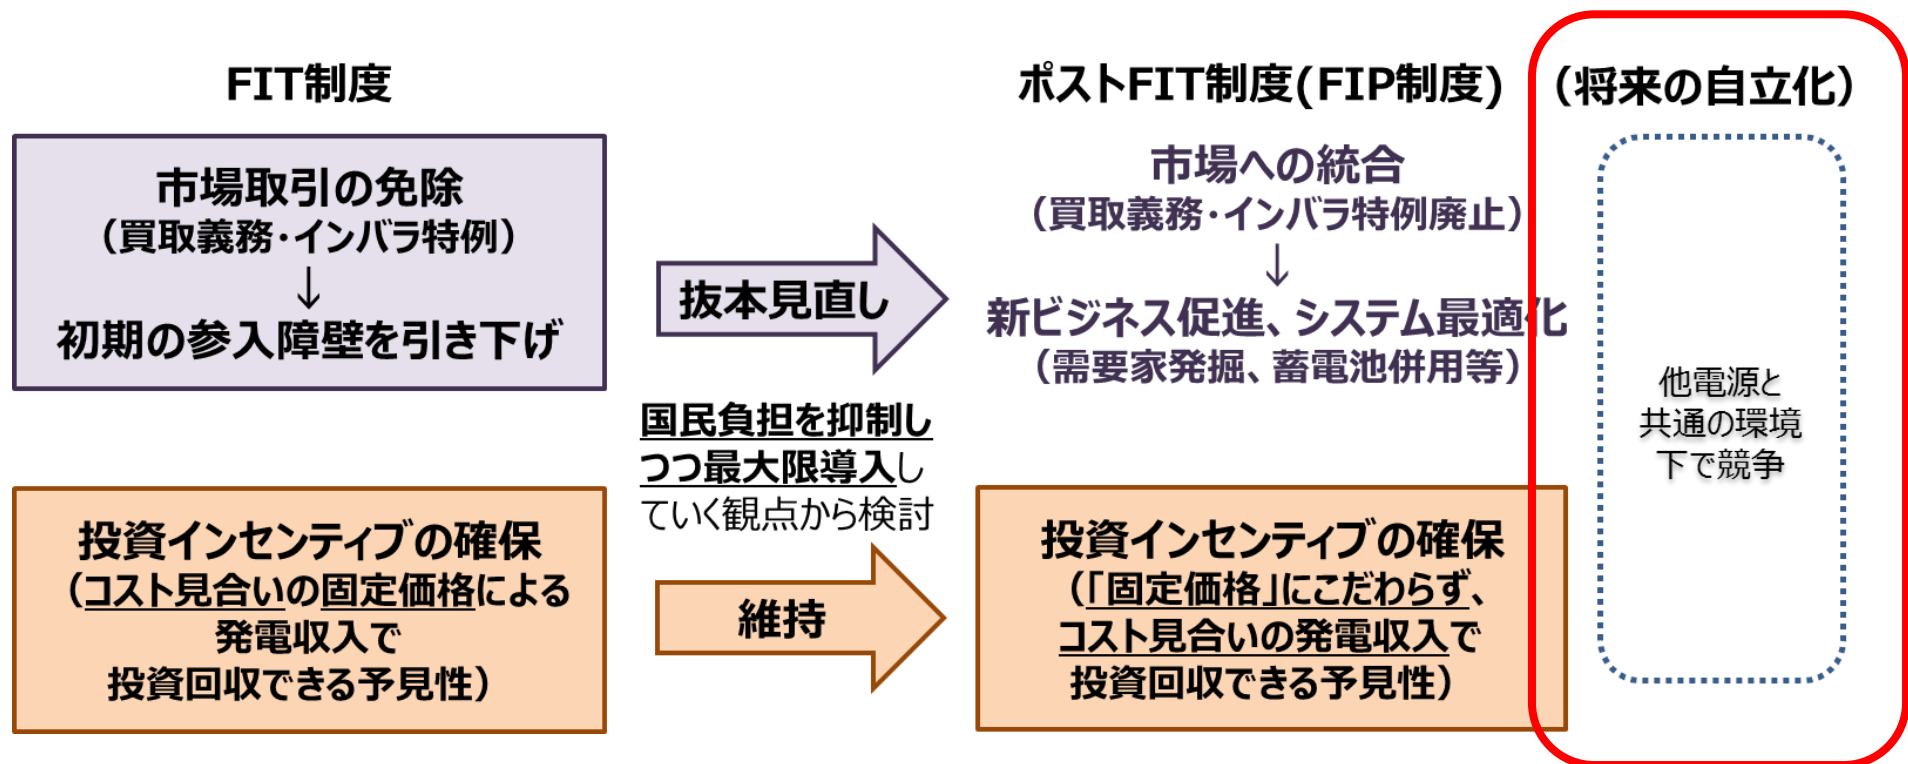 FIT制度
市場取引の免除
（買取義務・インバラ特例）
↓
初期の参入障壁を引き下げ
投資インセンティブの確保
（コスト見合いの固定価格による
発電収入で
投資回収できる予見性）
抜本見直し
国民負担を抑制し
つつ最大限導入し
ていく観点から検討
維持
ポストFIT制度(FIP制度)
市場への統合
（買取義務・インバラ特例廃止）
↓
新ビジネス促進、システム最適化
（需要家発掘、蓄電池併用等）
投資インセンティブの確保
（「固定価格」にこだわらず、
コスト見合いの発電収入で
投資回収できる予見性）
（将来の自立化）
他電源と
共通の環境
下で競争